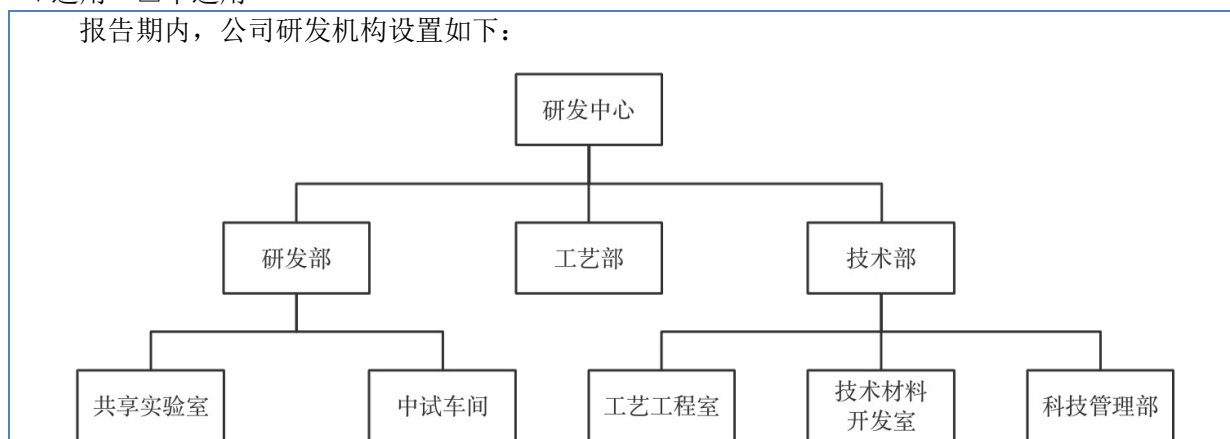 报告期内，公司研发机构设置如下：
研发中心
研发部
工艺部
技术部
共享实验室
中试车间
工艺工程室
技术材料
开发室
科技管理部